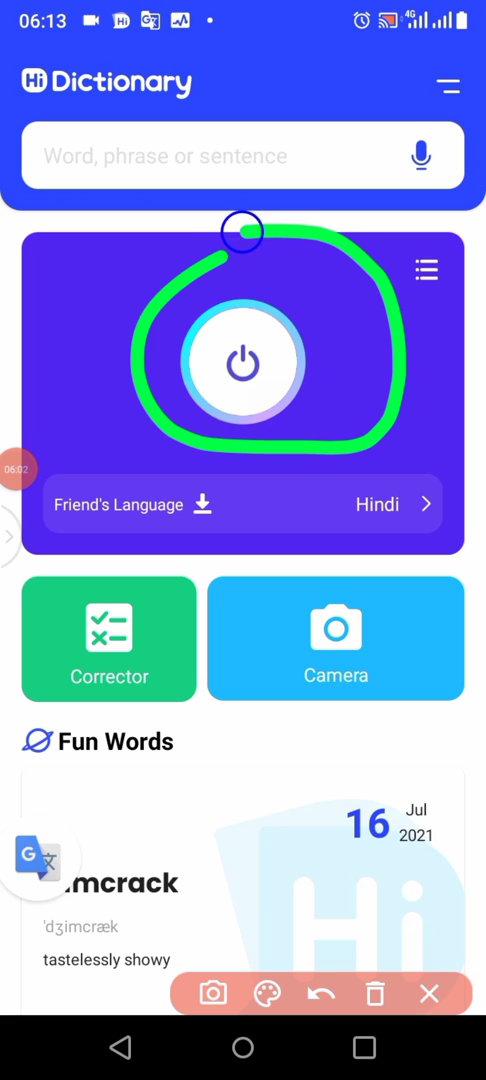 06:13
4G
Hi Dictionary
Word, phrase or sentence
06:02
Friend's Language
Hindi
Corrector
Camera
Fun Words
16 Jul
2021
imcrack
'dʒimcræk
tastelessly showy